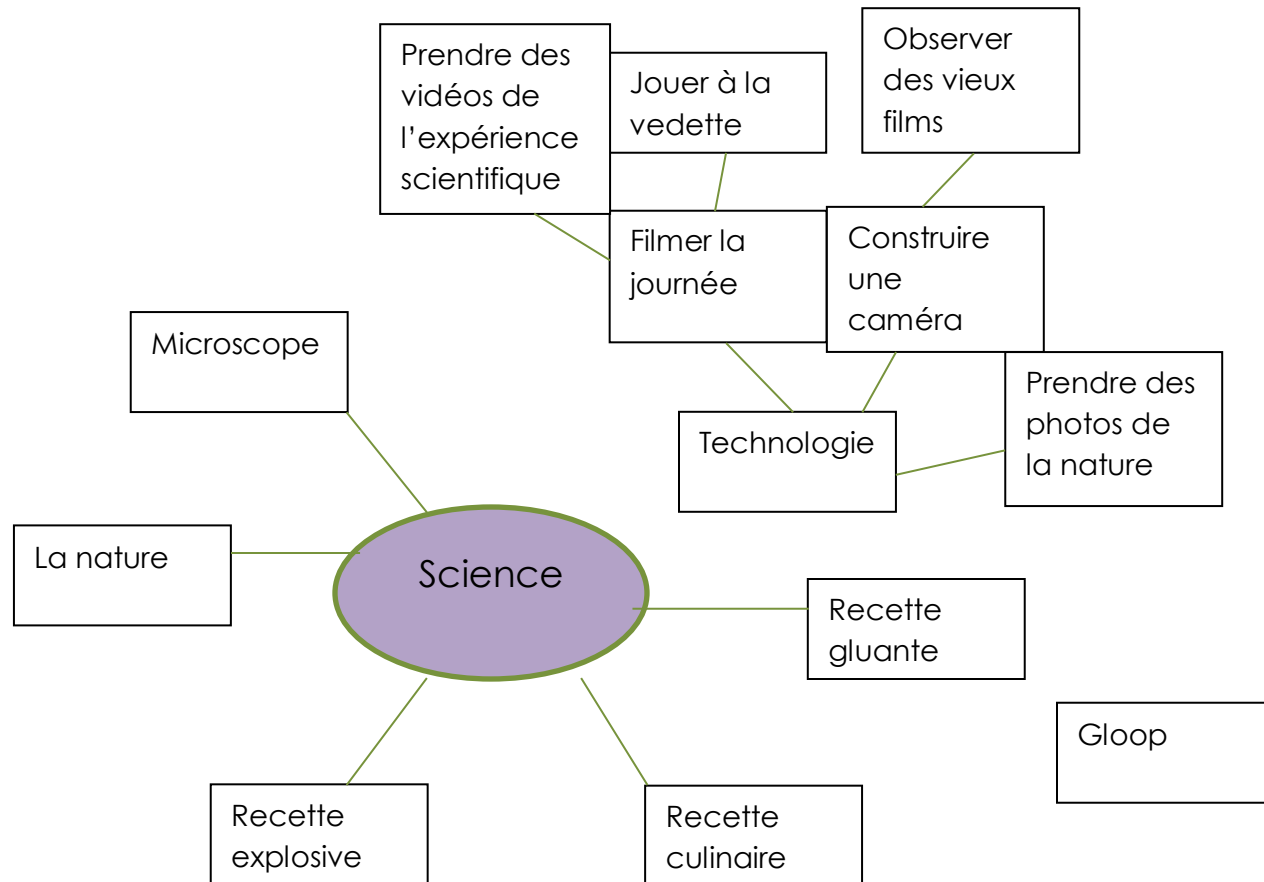 Prendre des
vidéos de
l’expérience
scientifique
Jouer à la
vedette
Observer
des vieux
films
Filmer la
journée
Construire
une
caméra
Microscope
Prendre des
photos de
la nature
Technologie
La nature
Science
Recette
gluante
Gloop
Recette
explosive
Recette
culinaire